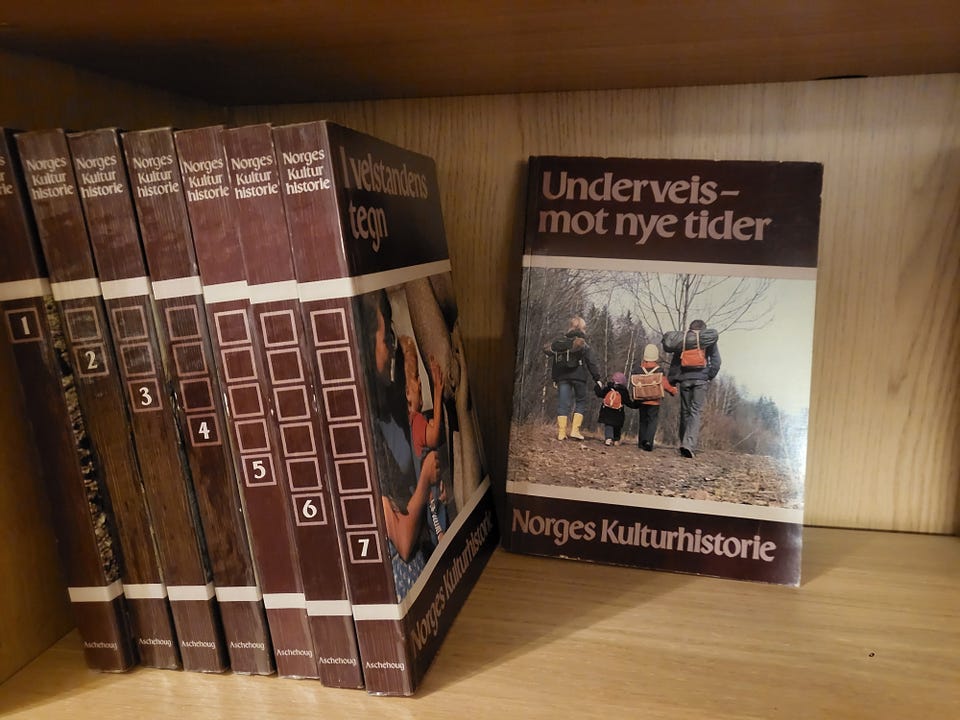 1
Aschehoug
Norges
Kultur
historie
2
Aschehoug
Norges
Kultur
historie
3
Aschehoug
Norges
Kultur
historie
4
Aschehoug
Norges
Kultur
historie
5
Aschehoug
Norges
Kultur
historie
6
Aschehoug
Norges
Kultur
historie
7
Aschehoug
I velstandens
tegn
Norges Kulturhistorie
Underveis–
mot nye tider
Norges Kulturhistorie